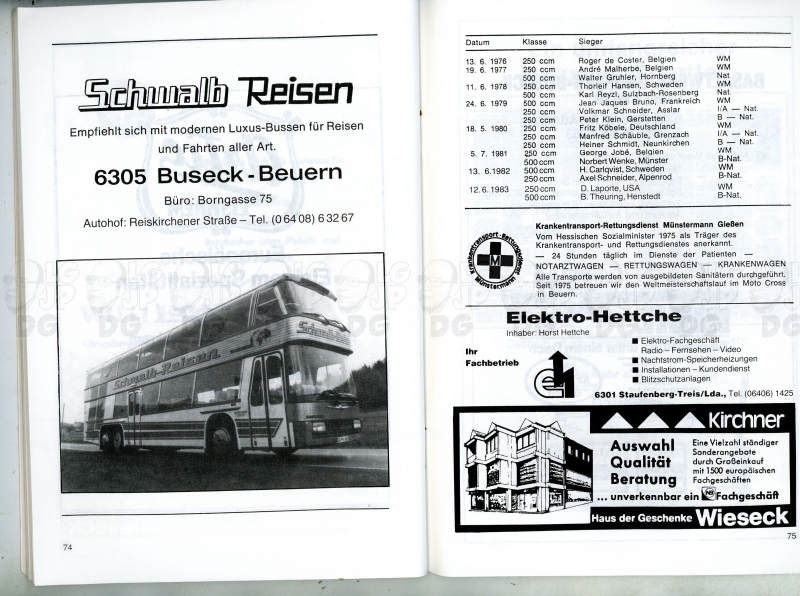 Schwalb Reisen
Empfiehlt sich mit modernen Luxus-Bussen für Reisen
und Fahrten aller Art.
6305 Buseck - Beuern
Büro: Borngasse 75
Autohof: Reiskirchener Straße – Tel. (0 64 08) 6 32 67
Schwalb-Reisen
Schwalb-Reisen
74
Datum Klasse Sieger
13. 6. 1976 250 ccm Roger de Coster, Belgien WM
19. 6. 1977 250 ccm André Malherbe, Belgien WM
500 ccm Walter Gruhler, Hornberg Nat.
11. 6. 1978 250 ccm Thorleif Hansen, Schweden WM
500 ccm Karl Reyzl, Sulzbach-Rosenberg Nat.
24. 6. 1979 500 ccm Jean Jaques Bruno, Frankreich WM
250 ccm Volkmar Schneider, Asslar I/A — Nat.
250 ccm Peter Klein, Gerstetten B — Nat.
18. 5. 1980 250 ccm Fritz Köbele, Deutschland WM
250 ccm Manfred Schäuble, Grenzach I/A — Nat.
250 ccm Heiner Schmidt, Neunkirchen B — Nat.
5. 7. 1981 250 ccm George Jobé, Belgien WM
500 ccm Norbert Wenke, Münster B-Nat.
13. 6.1982 500 ccm H. Carlqvist, Schweden WM
250 ccm Axel Schneider, Alpenrod B-Nat.
12. 6. 1983 250 ccm D. Laporte, USA WM
500 ccm B. Theuring, Henstedt B-Nat.
Krankentransport-Rettungsdienst
M
Münstermann
Krankentransport-Rettungsdienst Münstermann Gießen
Vom Hessischen Sozialminister 1975 als Träger des
Krankentransport- und Rettungsdienstes anerkannt.
— 24 Stunden täglich im Dienste der Patienten —
NOTARZTWAGEN — RETTUNGSWAGEN — KRANKENWAGEN
Alle Transporte werden von ausgebildeten Sanitätern durchgeführt.
Seit 1975 betreuen wir den Weltmeisterschaftslauf im Moto Cross
in Beuern.
Elektro-Hettche
Inhaber: Horst Hettche
Ihr
Fachbetrieb
■ Elektro-Fachgeschäft
Radio – Fernsehen – Video
■ Nachtstrom-Speicherheizungen
■ Installationen – Kundendienst
■ Blitzschutzanlagen
6301 Staufenberg-Treis/Lda., Tel. (06406) 1425
Kirchner
Auswahl
Qualität
Beratung
Eine Vielzahl ständiger
Sonderangebote
durch Großeinkauf
mit 1500 europäischen
Fachgeschäften
... unverkennbar ein Fachgeschäft
Haus der Geschenke Wieseck
75